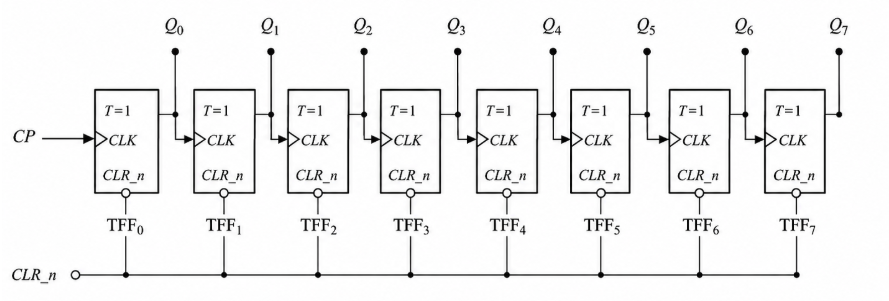 Q₀ Q₁ Q₂ Q₃ Q₄ Q₅ Q₆ Q₇
T=1 T=1 T=1 T=1 T=1 T=1 T=1 T=1
CP CLK CLK CLK CLK CLK CLK CLK CLK
CLR_n CLR_n CLR_n CLR_n CLR_n CLR_n CLR_n CLR_n
TFF₀ TFF₁ TFF₂ TFF₃ TFF₄ TFF₅ TFF₆ TFF₇
CLR_n